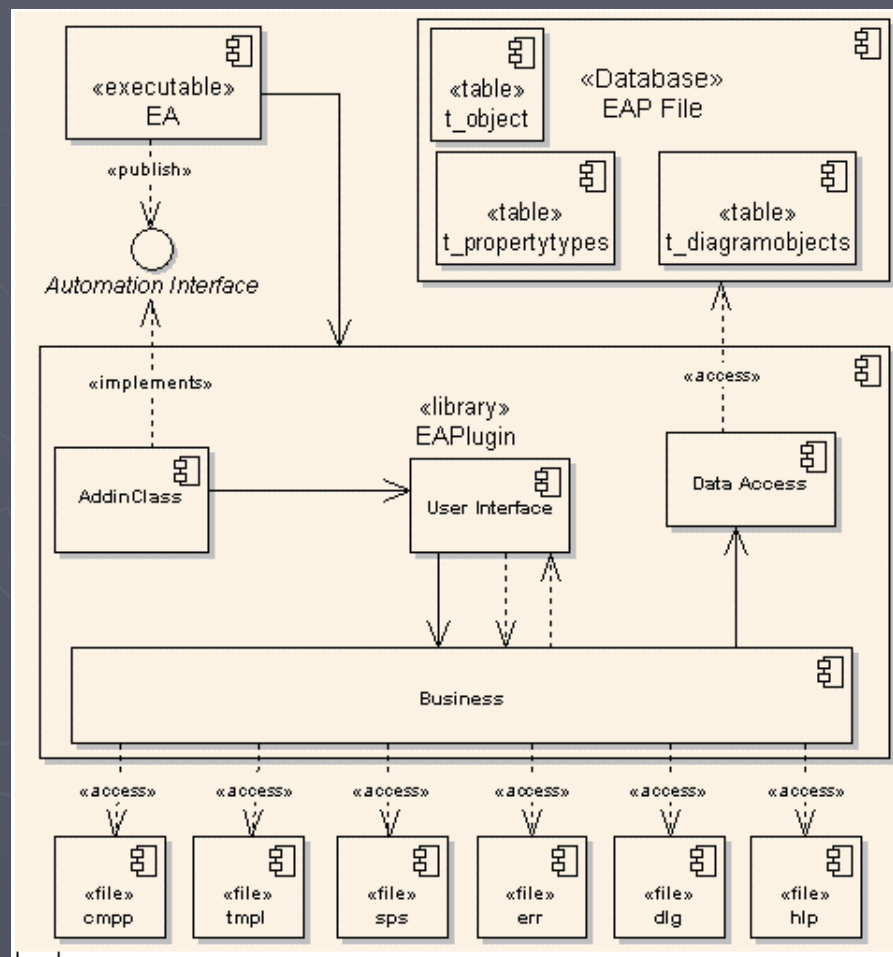 «executable»
EA
«publish»
Automation Interface
«table»
t_object
«Database»
EAP File
«table»
t_propertytypes
«table»
t_diagramobjects
«implements»
«access»
«library»
EAPlugin
AddinClass
User Interface
Data Access
Business
«access»
«access»
«access»
«access»
«access»
«access»
«file»
cmpp
«file»
tmpl
«file»
sps
«file»
err
«file»
dlg
«file»
hlp